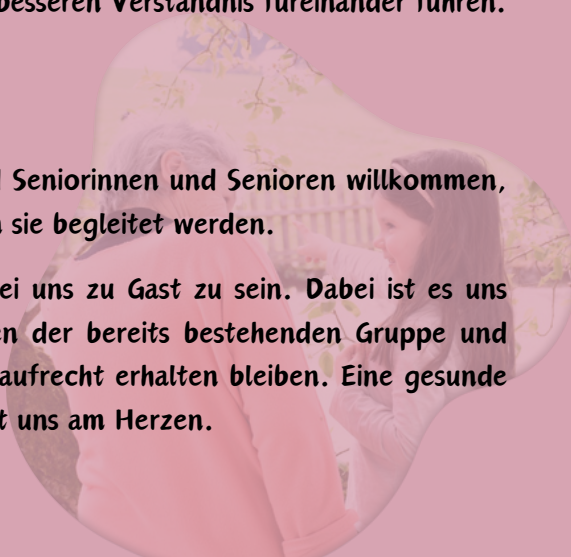 besseren Verständnis füreinander führen.
Seniorinnen und Senioren willkommen,
sie begleitet werden.
ei uns zu Gast zu sein. Dabei ist es uns
en der bereits bestehenden Gruppe und
aufrecht erhalten bleiben. Eine gesunde
t uns am Herzen.